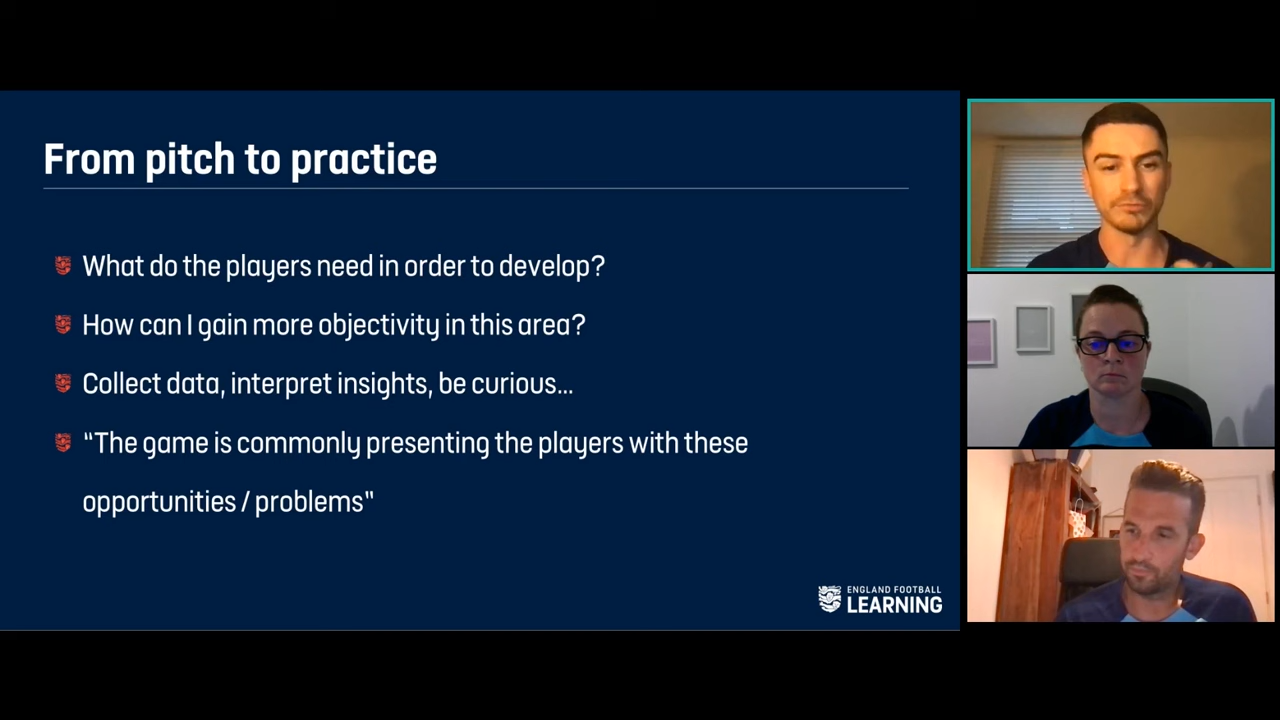 From pitch to practice
What do the players need in order to develop?
How can I gain more objectivity in this area?
Collect data, interpret insights, be curious...
“The game is commonly presenting the players with these
opportunities / problems"
ENGLAND FOOTBALL
LEARNING